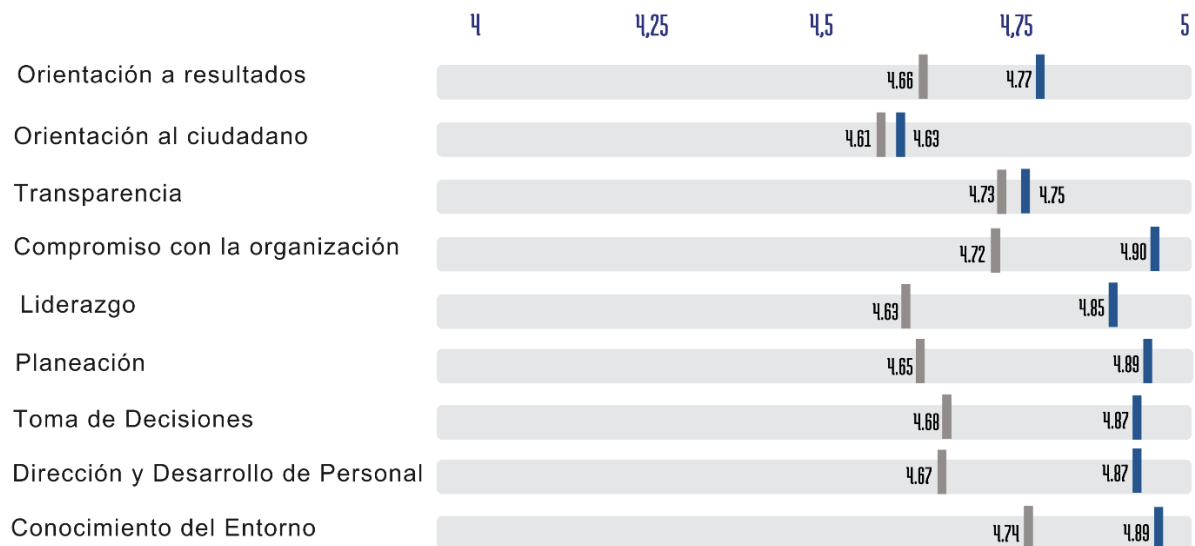 4 4,25 4,5 4,75 5
Orientación a resultados 4.66 4.77
Orientación al ciudadano 4.61 4.63
Transparencia 4.73 4.75
Compromiso con la organización 4.72 4.90
Liderazgo 4.63 4.85
Planeación 4.65 4.89
Toma de Decisiones 4.68 4.87
Dirección y Desarrollo de Personal 4.67 4.87
Conocimiento del Entorno 4.74 4.89